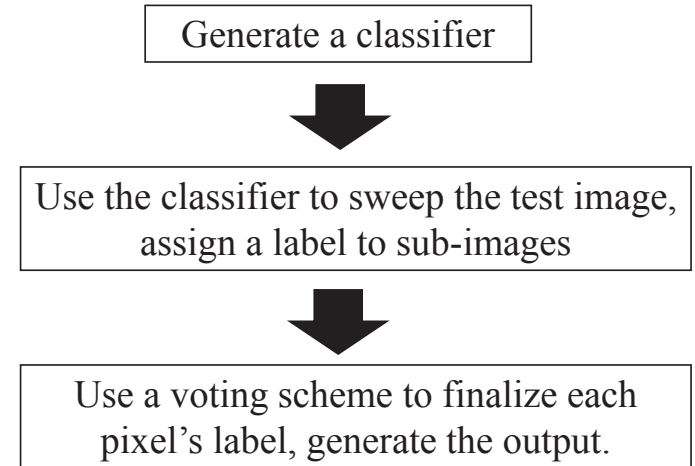 Generate a classifier
Use the classifier to sweep the test image,
assign a label to sub-images
Use a voting scheme to finalize each
pixel’s label, generate the output.